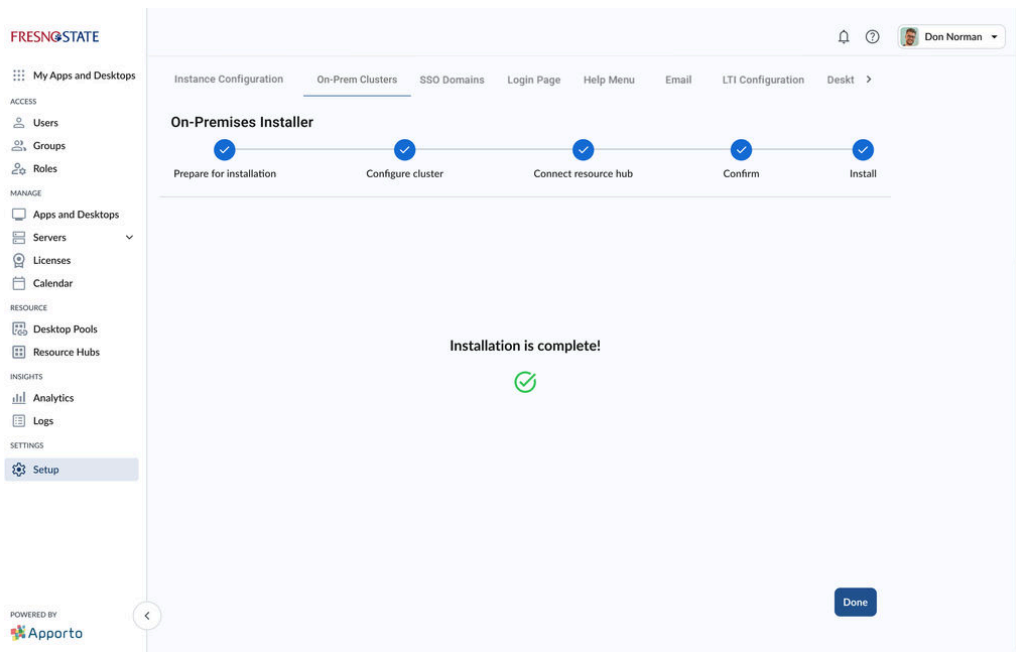 FRESNO STATE
Don Norman
My Apps and Desktops
ACCESS
Users
Groups
Roles
MANAGE
Apps and Desktops
Servers
Licenses
Calendar
RESOURCE
Desktop Pools
Resource Hubs
INSIGHTS
Analytics
Logs
SETTINGS
Setup
POWERED BY
Apporto
Instance Configuration On-Prem Clusters SSO Domains Login Page Help Menu Email LTI Configuration Deskt
On-Premises Installer
Prepare for installation Configure cluster Connect resource hub Confirm Install
Installation is complete!
Done